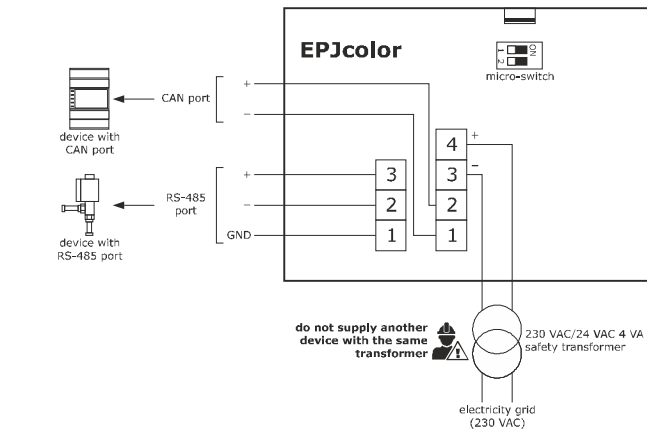 EPJcolor
ON
1
2
micro-switch
CAN port
+
−
device with
CAN port
4
+
3
−
2
1
RS-485
port
+
−
GND
3
2
1
device with
RS-485 port
do not supply another
device with the same
transformer
230 VAC/24 VAC 4 VA
safety transformer
electricity grid
(230 VAC)